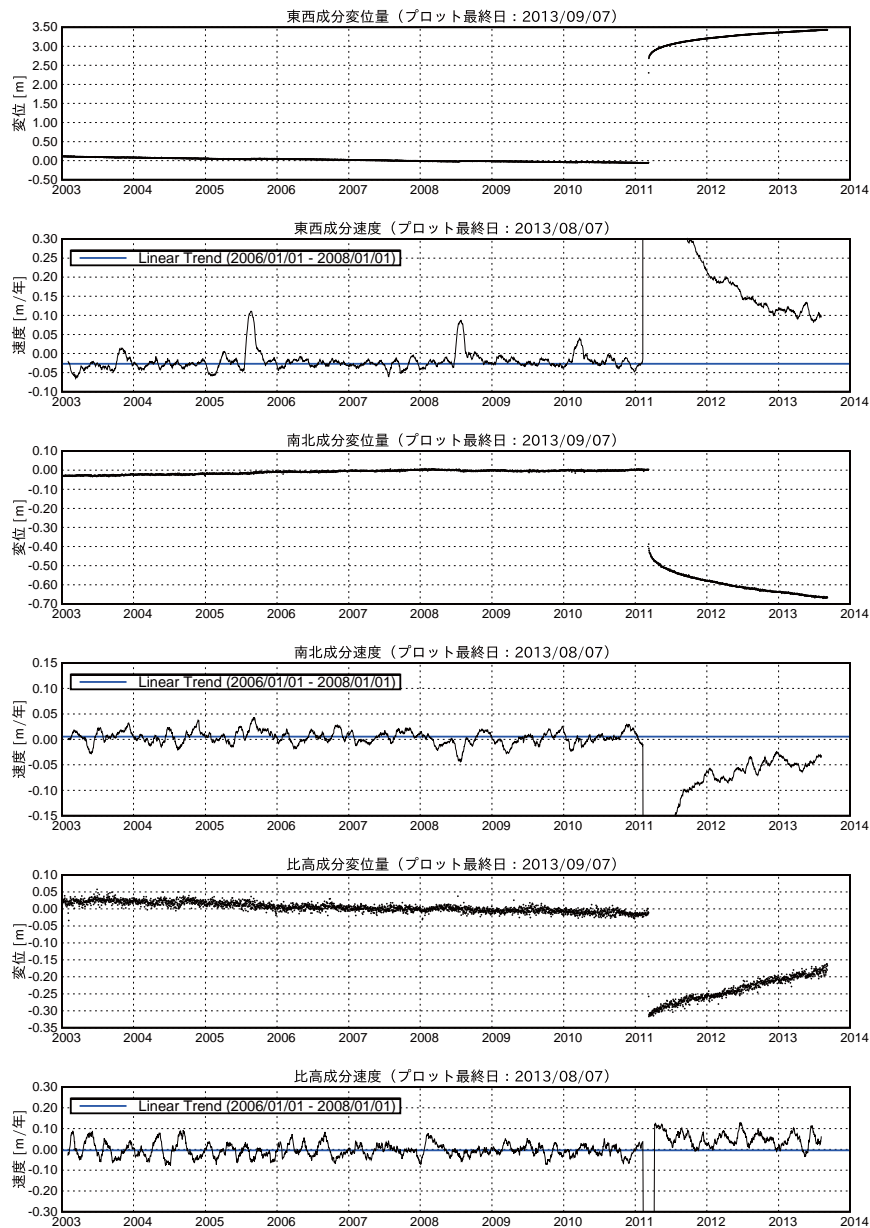 東西成分変位量（プロット最終日：2013/09/07）
3.50
3.00
2.50
2.00
1.50
1.00
0.50
0.00
-0.50
変位 [m]
2003 2004 2005 2006 2007 2008 2009 2010 2011 2012 2013 2014
東西成分速度（プロット最終日：2013/08/07）
0.30
0.25
0.20
0.15
0.10
0.05
0.00
-0.05
-0.10
速度 [m/年]
Linear Trend (2006/01/01 - 2008/01/01)
2003 2004 2005 2006 2007 2008 2009 2010 2011 2012 2013 2014
南北成分変位量（プロット最終日：2013/09/07）
0.10
0.00
-0.10
-0.20
-0.30
-0.40
-0.50
-0.60
-0.70
変位 [m]
2003 2004 2005 2006 2007 2008 2009 2010 2011 2012 2013 2014
南北成分速度（プロット最終日：2013/08/07）
0.15
0.10
0.05
0.00
-0.05
-0.10
-0.15
速度 [m/年]
Linear Trend (2006/01/01 - 2008/01/01)
2003 2004 2005 2006 2007 2008 2009 2010 2011 2012 2013 2014
比高成分変位量（プロット最終日：2013/09/07）
0.10
0.05
0.00
-0.05
-0.10
-0.15
-0.20
-0.25
-0.30
-0.35
変位 [m]
2003 2004 2005 2006 2007 2008 2009 2010 2011 2012 2013 2014
比高成分速度（プロット最終日：2013/08/07）
0.30
0.20
0.10
0.00
-0.10
-0.20
-0.30
速度 [m/年]
Linear Trend (2006/01/01 - 2008/01/01)
2003 2004 2005 2006 2007 2008 2009 2010 2011 2012 2013 2014